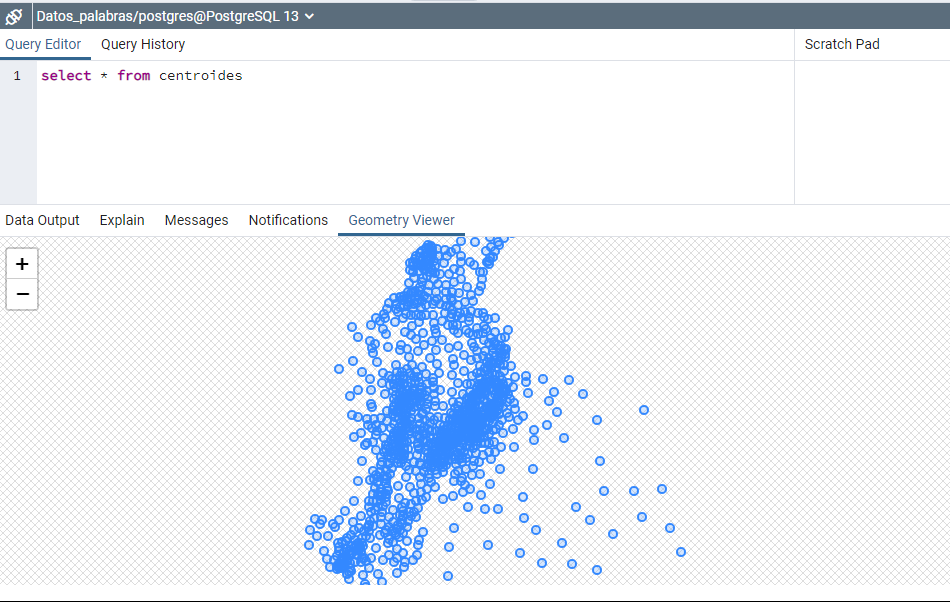 Datos_palabras/postgres@PostgreSQL 13
Query Editor Query History Scratch Pad
1 select * from centroides
Data Output Explain Messages Notifications Geometry Viewer
+
−